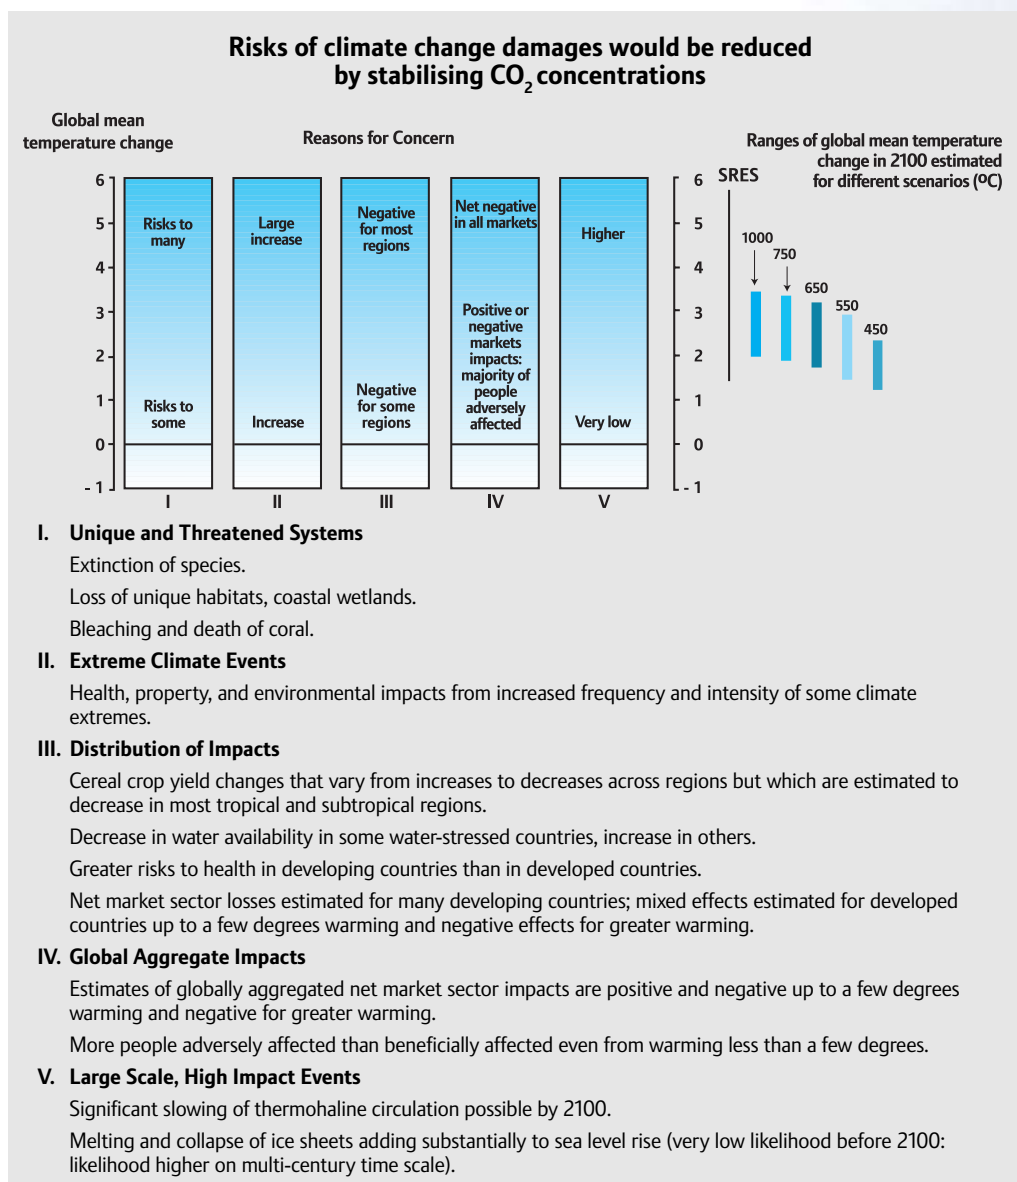 Risks of climate change damages would be reduced
by stabilising CO2 concentrations
Global mean
temperature change
Reasons for Concern
Ranges of global mean temperature
change in 2100 estimated
for different scenarios (ºC)
6
5
4
3
2
1
0
- 1
Risks to
many
Risks to
some
I
Large
increase
Increase
II
Negative
for most
regions
Negative
for some
regions
III
Net negative
in all markets
Positive or
negative
markets
impacts:
majority of
people
adversely
affected
IV
Higher
Very low
V
6
5
4
3
2
1
0
- 1
SRES
1000
750
650
550
450
I. Unique and Threatened Systems
Extinction of species.
Loss of unique habitats, coastal wetlands.
Bleaching and death of coral.
II. Extreme Climate Events
Health, property, and environmental impacts from increased frequency and intensity of some climate
extremes.
III. Distribution of Impacts
Cereal crop yield changes that vary from increases to decreases across regions but which are estimated to
decrease in most tropical and subtropical regions.
Decrease in water availability in some water-stressed countries, increase in others.
Greater risks to health in developing countries than in developed countries.
Net market sector losses estimated for many developing countries; mixed effects estimated for developed
countries up to a few degrees warming and negative effects for greater warming.
IV. Global Aggregate Impacts
Estimates of globally aggregated net market sector impacts are positive and negative up to a few degrees
warming and negative for greater warming.
More people adversely affected than beneficially affected even from warming less than a few degrees.
V. Large Scale, High Impact Events
Significant slowing of thermohaline circulation possible by 2100.
Melting and collapse of ice sheets adding substantially to sea level rise (very low likelihood before 2100:
likelihood higher on multi-century time scale).